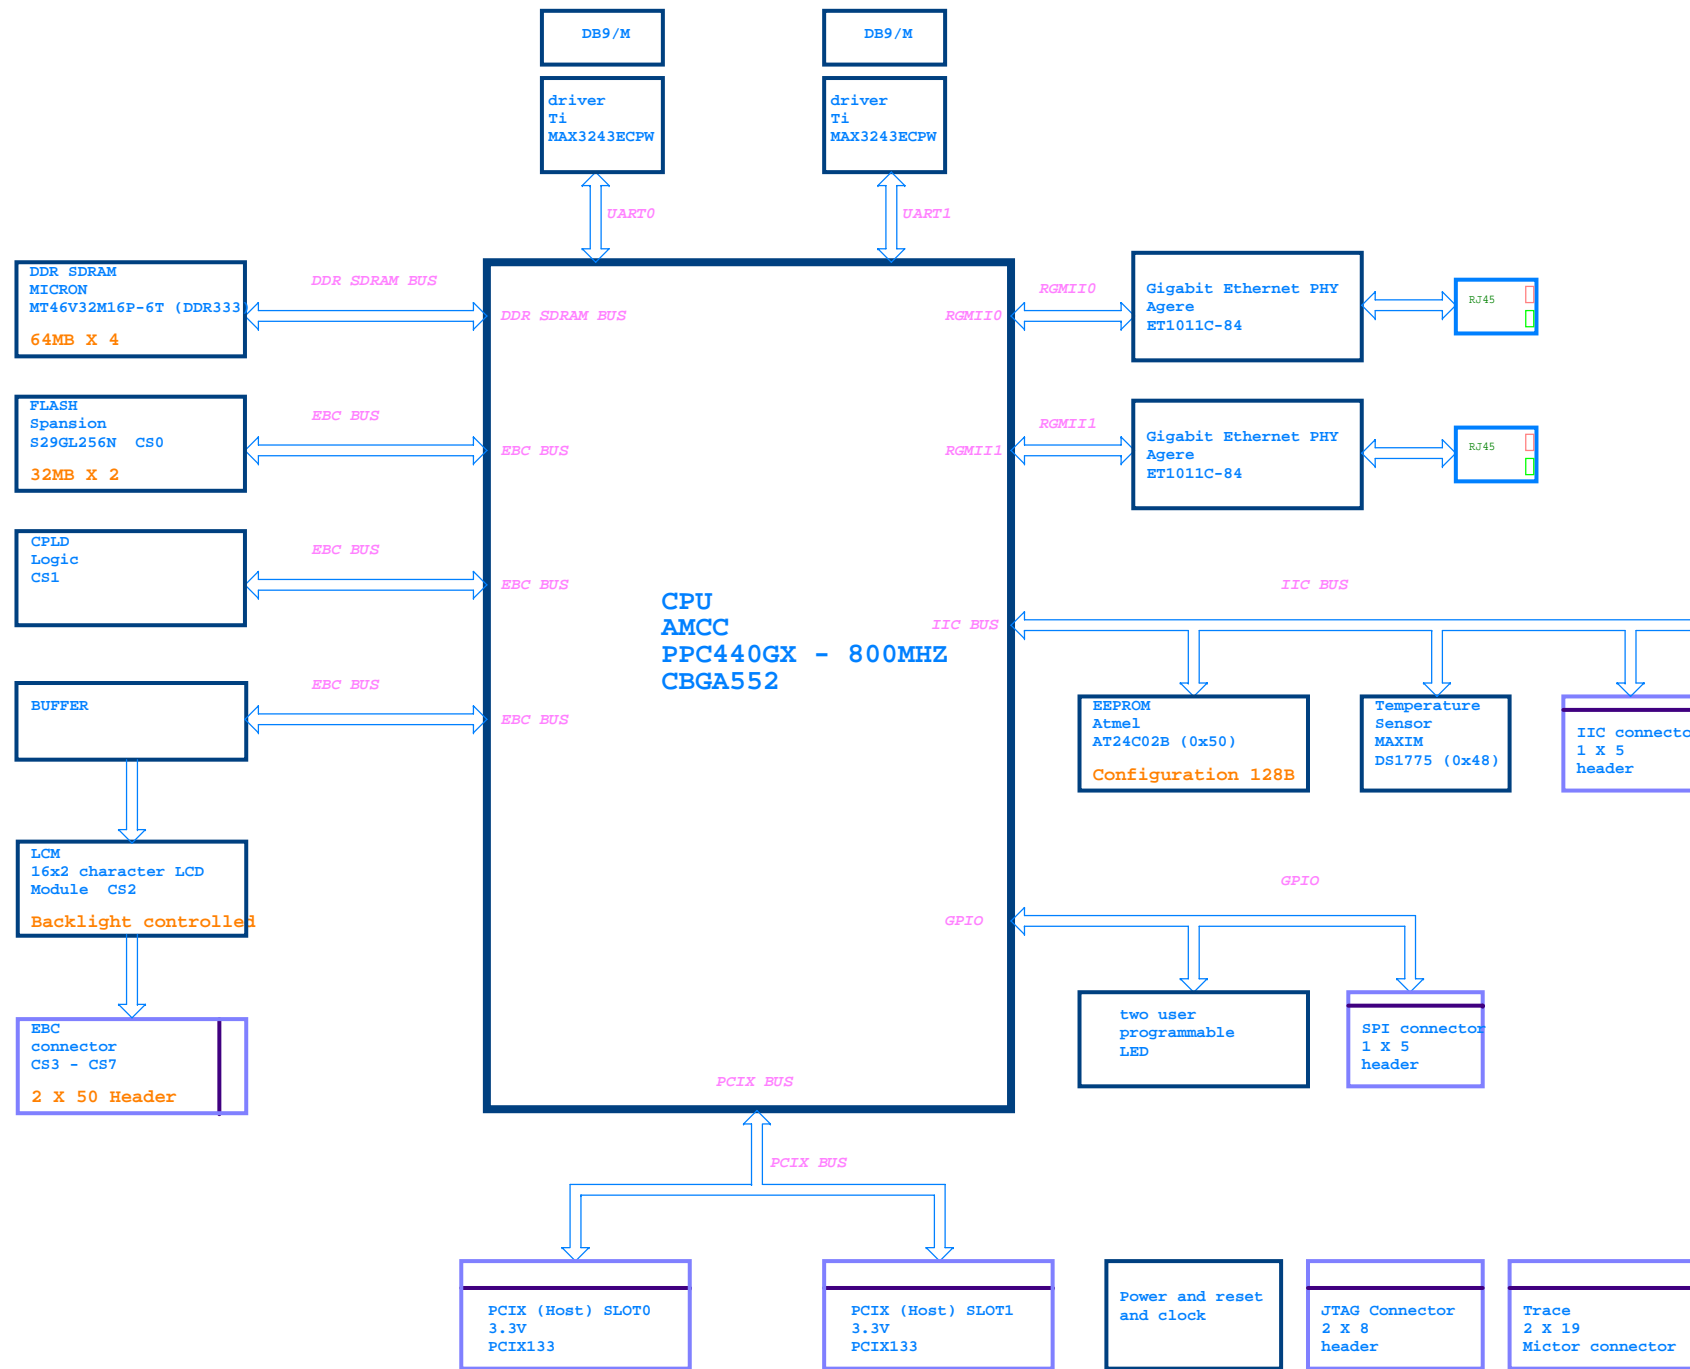 DB9/M
DB9/M
driver
Ti
MAX3243ECPW
driver
Ti
MAX3243ECPW
UART0
UART1
DDR SDRAM
MICRON
MT46V32M16P-6T (DDR333)
64MB X 4
DDR SDRAM BUS
DDR SDRAM BUS
RGMII0
RGMII0
Gigabit Ethernet PHY
Agere
ET1011C-84
RJ45
FLASH
Spansion
S29GL256N  CS0
32MB X 2
EBC BUS
EBC BUS
RGMII1
RGMII1
Gigabit Ethernet PHY
Agere
ET1011C-84
RJ45
CPLD
Logic
CS1
EBC BUS
EBC BUS
CPU
AMCC
PPC440GX - 800MHZ
CBGA552
IIC BUS
IIC BUS
BUFFER
EBC BUS
EBC BUS
EEPROM
Atmel
AT24C02B (0x50)
Configuration 128B
Temperature
Sensor
MAXIM
DS1775 (0x48)
IIC connecto
1 X 5
header
LCM
16x2 character LCD
Module  CS2
Backlight controlled
GPIO
GPIO
EBC
connector
CS3 - CS7
2 X 50 Header
two user
programmable
LED
SPI connector
1 X 5
header
PCIX BUS
PCIX BUS
PCIX (Host) SLOT0
3.3V
PCIX133
PCIX (Host) SLOT1
3.3V
PCIX133
Power and reset
and clock
JTAG Connector
2 X 8
header
Trace
2 X 19
Mictor connector